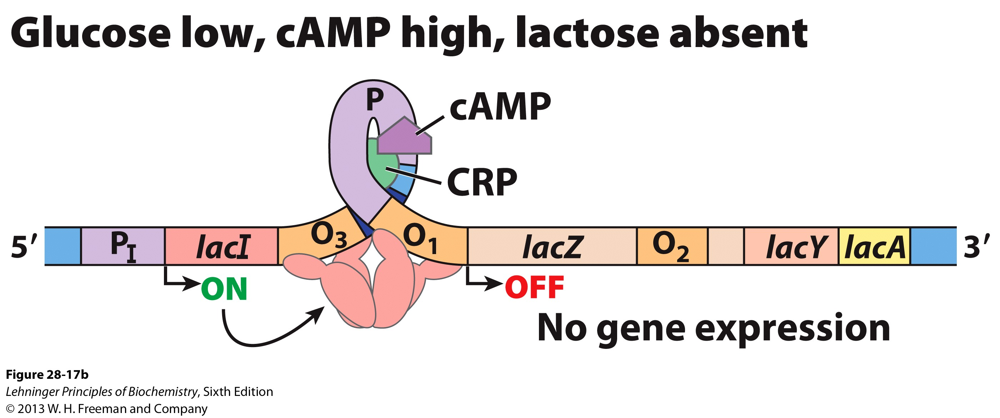 Glucose low, cAMP high, lactose absent
P
cAMP
CRP
5′ P_I lacI O₃ O₁ lacZ O₂ lacY lacA 3′
ON
OFF
No gene expression
Figure 28-17b
Lehninger Principles of Biochemistry, Sixth Edition
© 2013 W. H. Freeman and Company